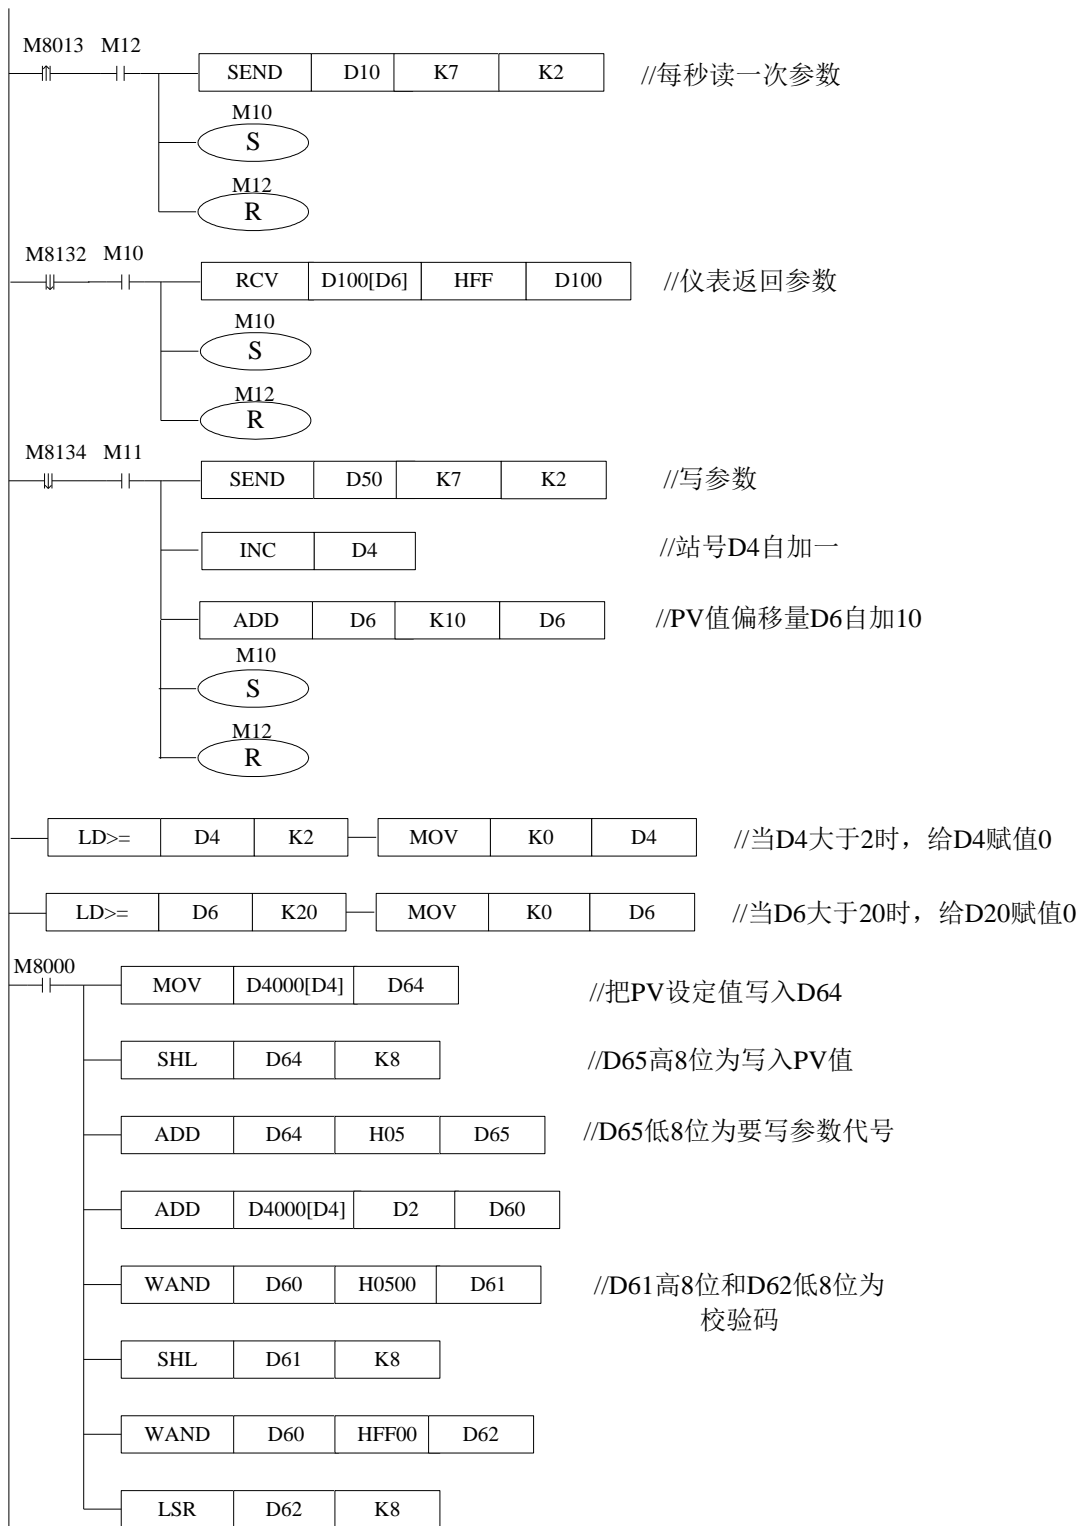 M8013 M12
SEND D10 K7 K2 //每秒读一次参数
M10
S
M12
R
M8132 M10
RCV D100[D6] HFF D100 //仪表返回参数
M10
S
M12
R
M8134 M11
SEND D50 K7 K2 //写参数
INC D4 //站号D4自加一
ADD D6 K10 D6 //PV值偏移量D6自加10
M10
S
M12
R
LD>= D4 K2 MOV K0 D4 //当D4大于2时，给D4赋值0
LD>= D6 K20 MOV K0 D6 //当D6大于20时，给D20赋值0
M8000
MOV D4000[D4] D64 //把PV设定值写入D64
SHL D64 K8 //D65高8位为写入PV值
ADD D64 H05 D65 //D65低8位为要写参数代号
ADD D4000[D4] D2 D60
WAND D60 H0500 D61 //D61高8位和D62低8位为
校验码
SHL D61 K8
WAND D60 HFF00 D62
LSR D62 K8